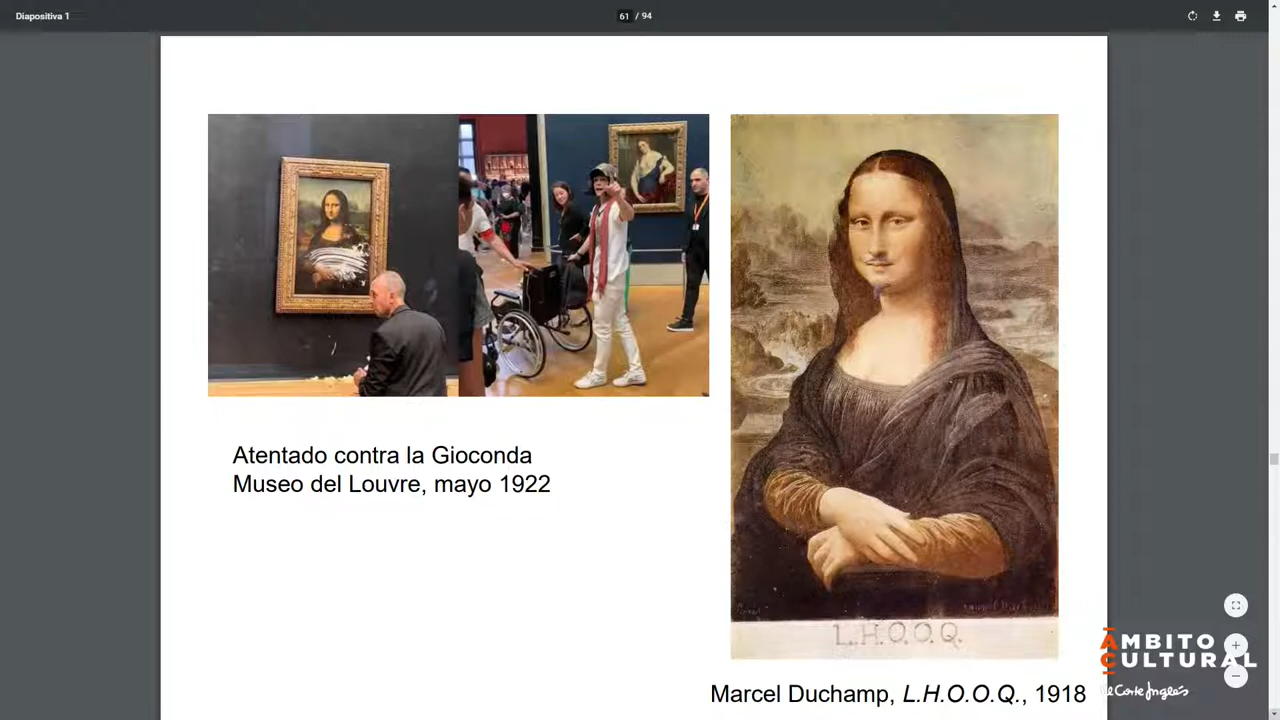 Diapositiva 1
61 / 94
Atentado contra la Gioconda
Museo del Louvre, mayo 1922
L.H.O.O.Q.
Marcel Duchamp, L.H.O.O.Q., 1918
ÁMBITO
CULTURAL
El Corte Inglés